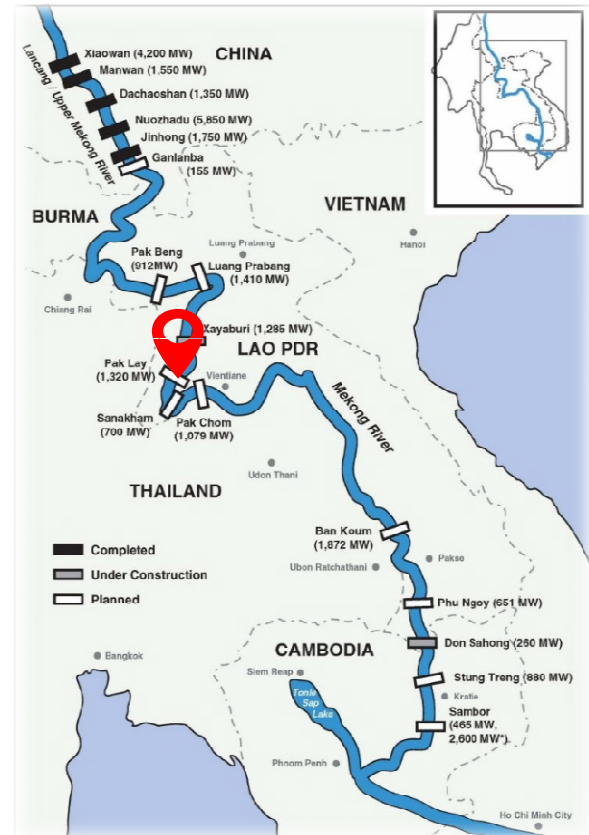 CHINA
Xiaowan (4,200 MW)
Manwan (1,550 MW)
Dachaoshan (1,350 MW)
Nuozhadu (5,850 MW)
Jinhong (1,750 MW)
Ganlanba
(155 MW)
Lancang / Upper Mekong River
BURMA
VIETNAM
Hanoi
Luang Prabang
Pak Beng
(912MW)
Luang Prabang
(1,410 MW)
Chiang Rai
Xayaburi (1,285 MW)
LAO PDR
Pak Lay
(1,320 MW)
Vientiane
Mekong River
Sanakham
(700 MW)
Pak Chom
(1,079 MW)
Udon Thani
THAILAND
Ban Koum
(1,872 MW)
Completed
Under Construction
Planned
Pakse
Ubon Ratchathani
Phu Ngoy (651 MW)
CAMBODIA
Don Sahong (260 MW)
Bangkok
Siem Reap
Stung Treng (880 MW)
Tonle
Sap
Lake
Kratie
Sambor
(465 MW,
2,600 MW*).
Phnom Penh
Ho Chi Minh City